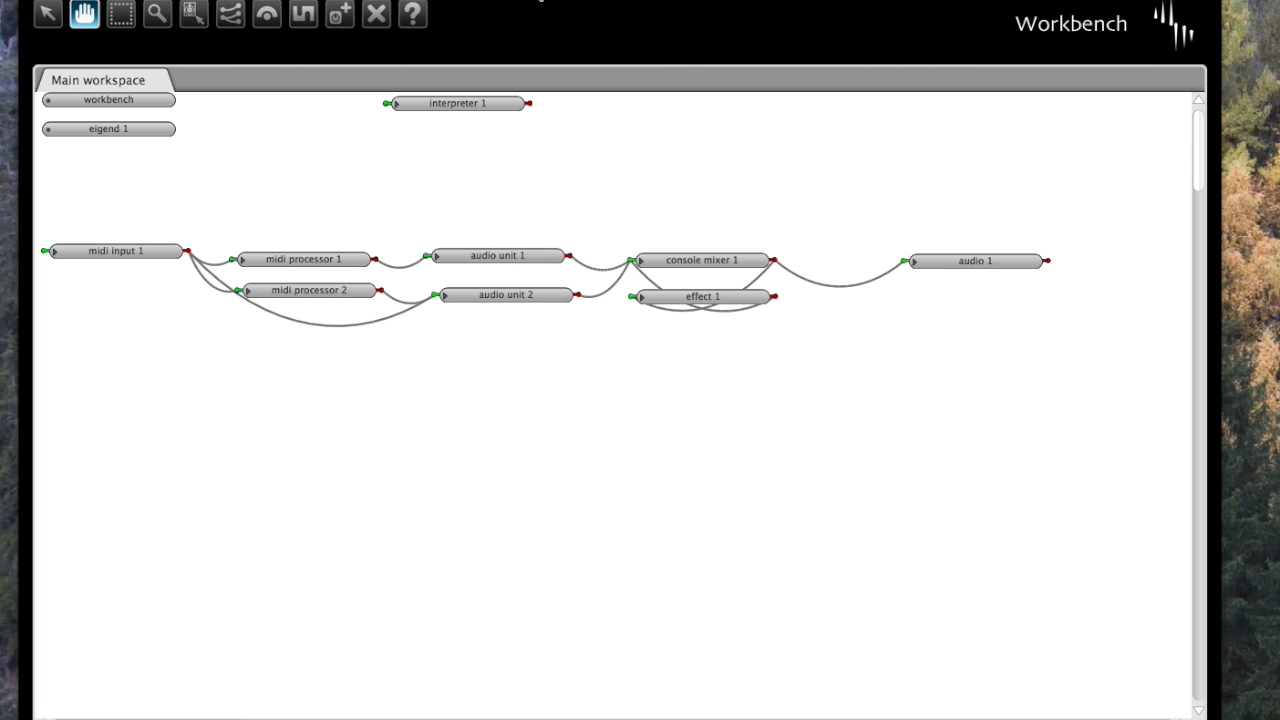 Workbench
Main workspace
workbench
interpreter 1
eigend 1
midi input 1
midi processor 1
audio unit 1
console mixer 1
audio 1
midi processor 2
audio unit 2
effect 1